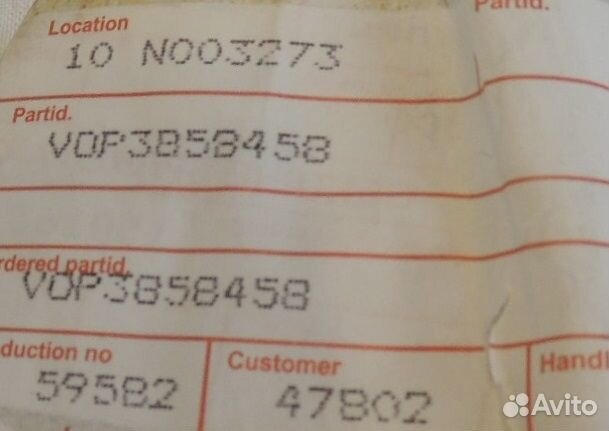 Location
Partid.
10 N003273
Partid.
VOP3858458
rdered partid.
VOP3858458
duction no
Customer
Handl
59582
47802
Avito